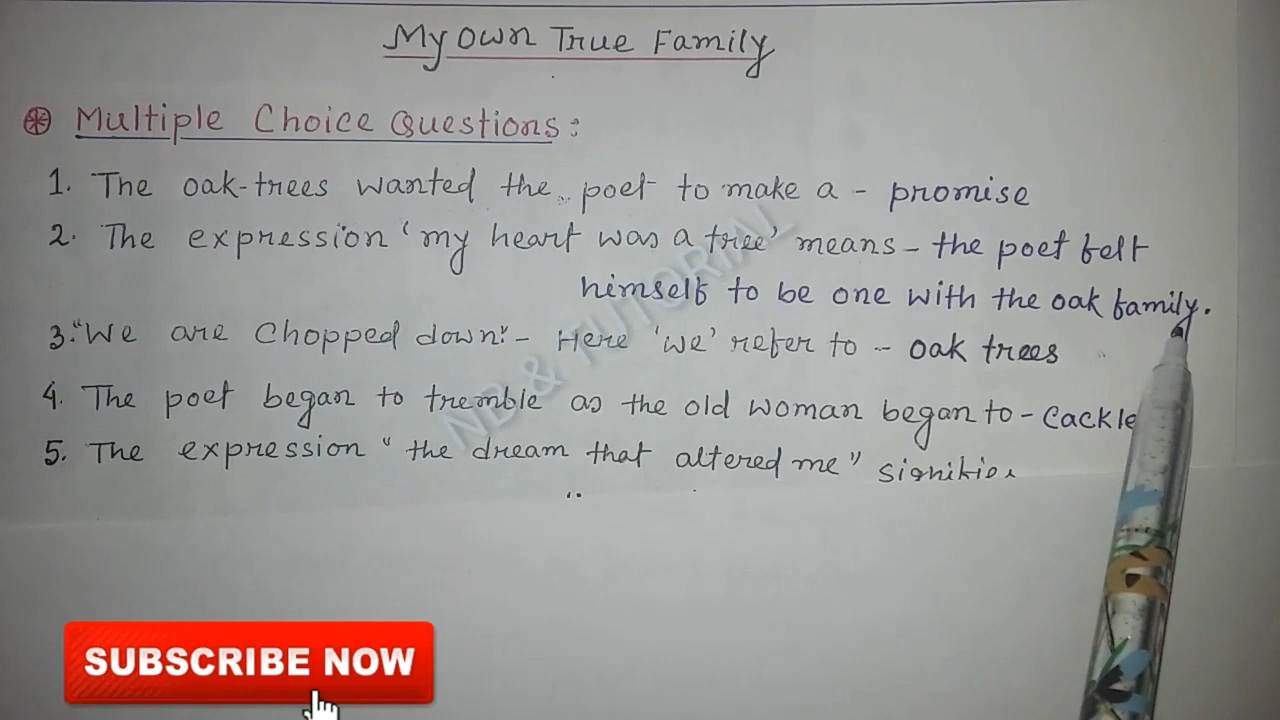 My Own True Family
Multiple Choice Questions:
1. The oak-trees wanted the poet to make a - promise
2. The expression 'my heart was a tree' means - the poet felt
himself to be one with the oak family.
3. "We are Chopped down". - Here 'we' refer to - oak trees
4. The poet began to tremble as the old woman began to - Cackle
5. The expression "the dream that altered me"
NB & TUTORIAL
SUBSCRIBE NOW